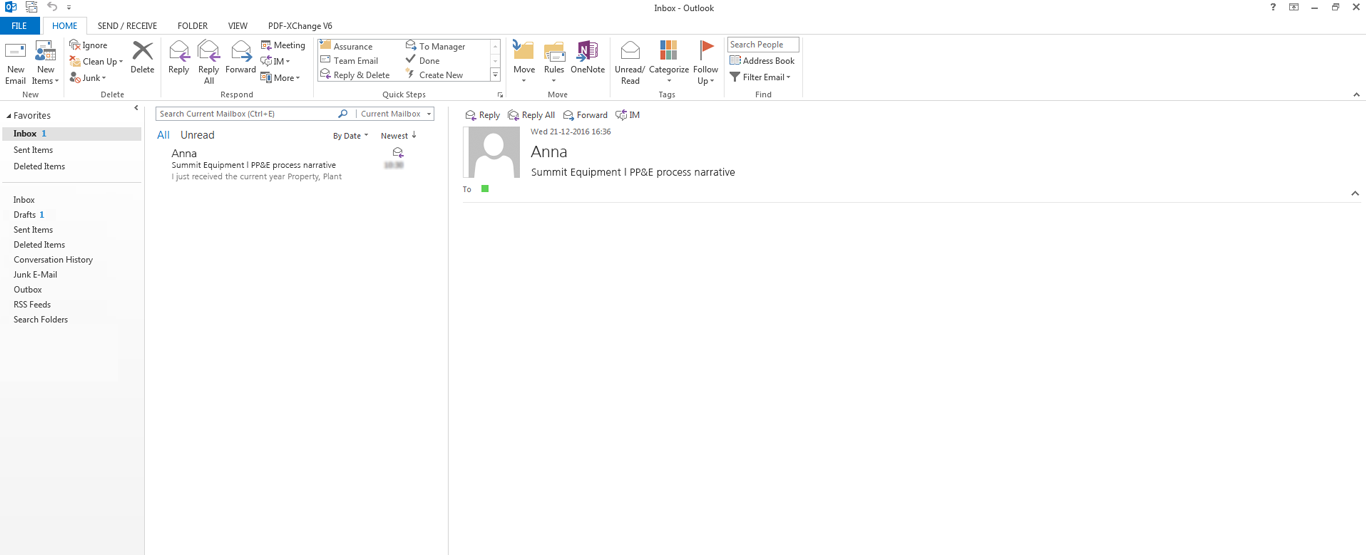 Inbox - Outlook
FILE HOME SEND / RECEIVE FOLDER VIEW PDF-XChange V6
New Email
New Items
New
Ignore
Clean Up
Junk
Delete
Delete
Reply
Reply All
Forward
Meeting
IM
More
Respond
Assurance
Team Email
Reply & Delete
To Manager
Done
Create New
Quick Steps
Move
Rules
OneNote
Move
Unread/ Read
Categorize
Follow Up
Tags
Search People
Address Book
Filter Email
Find
Favorites
Inbox 1
Sent Items
Deleted Items
Inbox
Drafts 1
Sent Items
Deleted Items
Conversation History
Junk E-Mail
Outbox
RSS Feeds
Search Folders
Search Current Mailbox (Ctrl+E) Current Mailbox
All Unread By Date Newest
Anna
Summit Equipment l PP&E process narrative
I just received the current year Property, Plant
Reply Reply All Forward IM
Wed 21-12-2016 16:36
Anna
Summit Equipment l PP&E process narrative
To